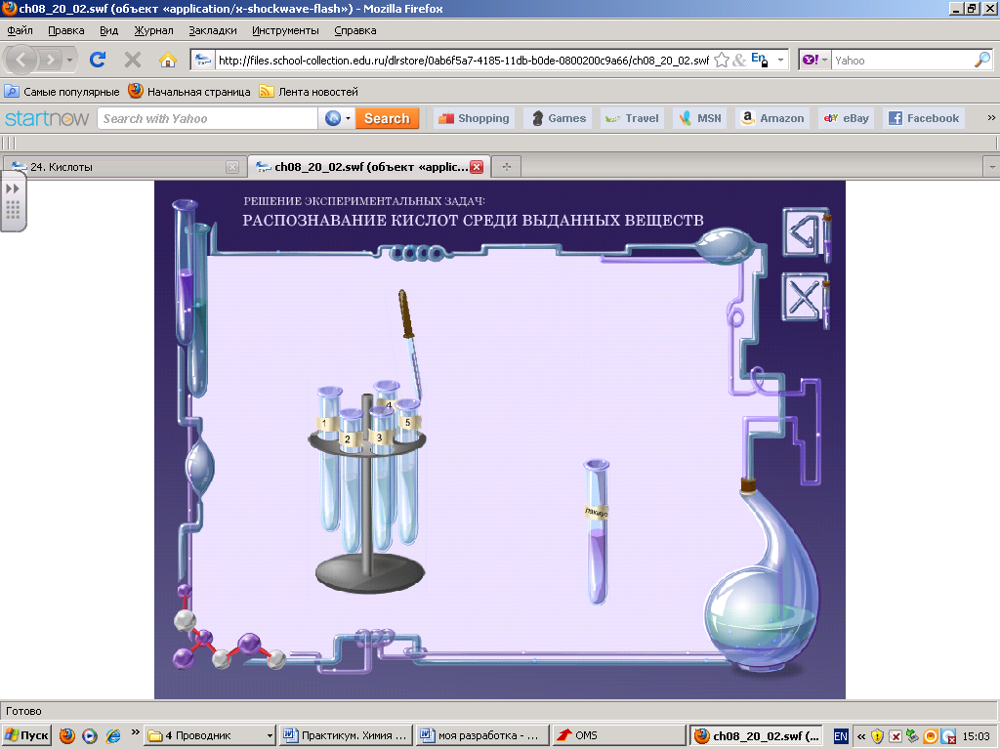 ch08_20_02.swf (объект «application/x-shockwave-flash») - Mozilla Firefox
Файл Правка Вид Журнал Закладки Инструменты Справка
http://files.school-collection.edu.ru/dlrstore/0ab6f5a7-4185-11db-b0de-0800200c9a66/ch08_20_02.swf En Yahoo
Самые популярные Начальная страница Лента новостей
startnow Search with Yahoo Search Shopping Games Travel MSN Amazon eBay Facebook »
24. Кислоты ch08_20_02.swf (объект «applic...
РЕШЕНИЕ ЭКСПЕРИМЕНТАЛЬНЫХ ЗАДАЧ:
РАСПОЗНАВАНИЕ КИСЛОТ СРЕДИ ВЫДАННЫХ ВЕЩЕСТВ
1 2 3 4 5
Готово
Пуск » 4 Проводник Практикум. Химия ... моя разработка - ... OMS ch08_20_02.swf (... EN « 15:03